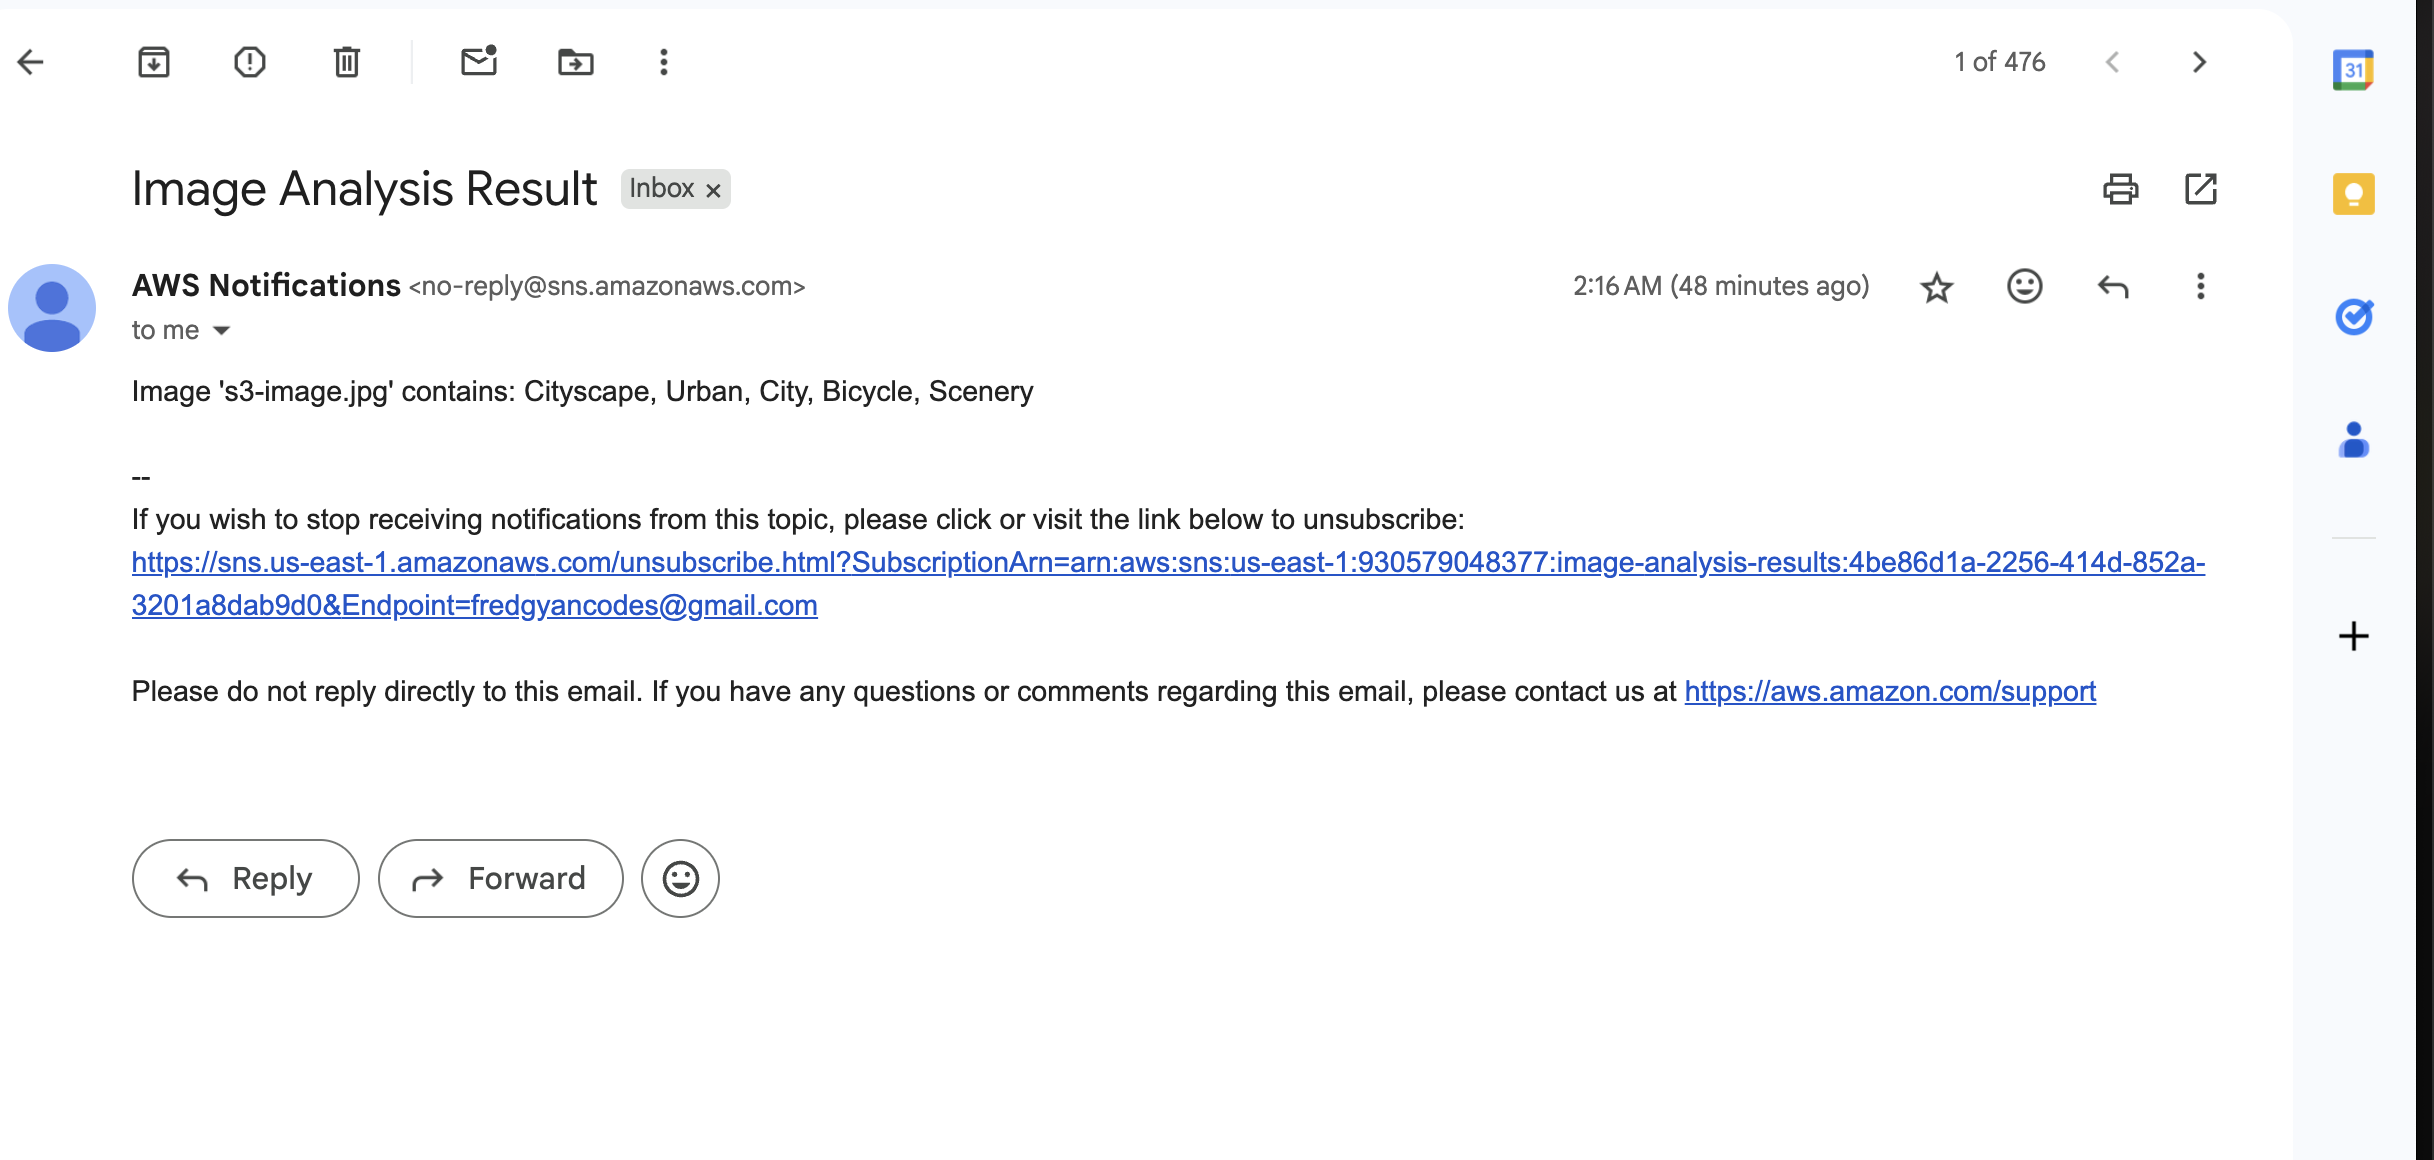 1 of 476
31
Image Analysis Result Inbox x
AWS Notifications <no-reply@sns.amazonaws.com> 2:16 AM (48 minutes ago)
to me
Image 's3-image.jpg' contains: Cityscape, Urban, City, Bicycle, Scenery
--
If you wish to stop receiving notifications from this topic, please click or visit the link below to unsubscribe:
https://sns.us-east-1.amazonaws.com/unsubscribe.html?SubscriptionArn=arn:aws:sns:us-east-1:930579048377:image-analysis-results:4be86d1a-2256-414d-852a-
3201a8dab9d0&Endpoint=fredgyancodes@gmail.com
Please do not reply directly to this email. If you have any questions or comments regarding this email, please contact us at https://aws.amazon.com/support
Reply Forward